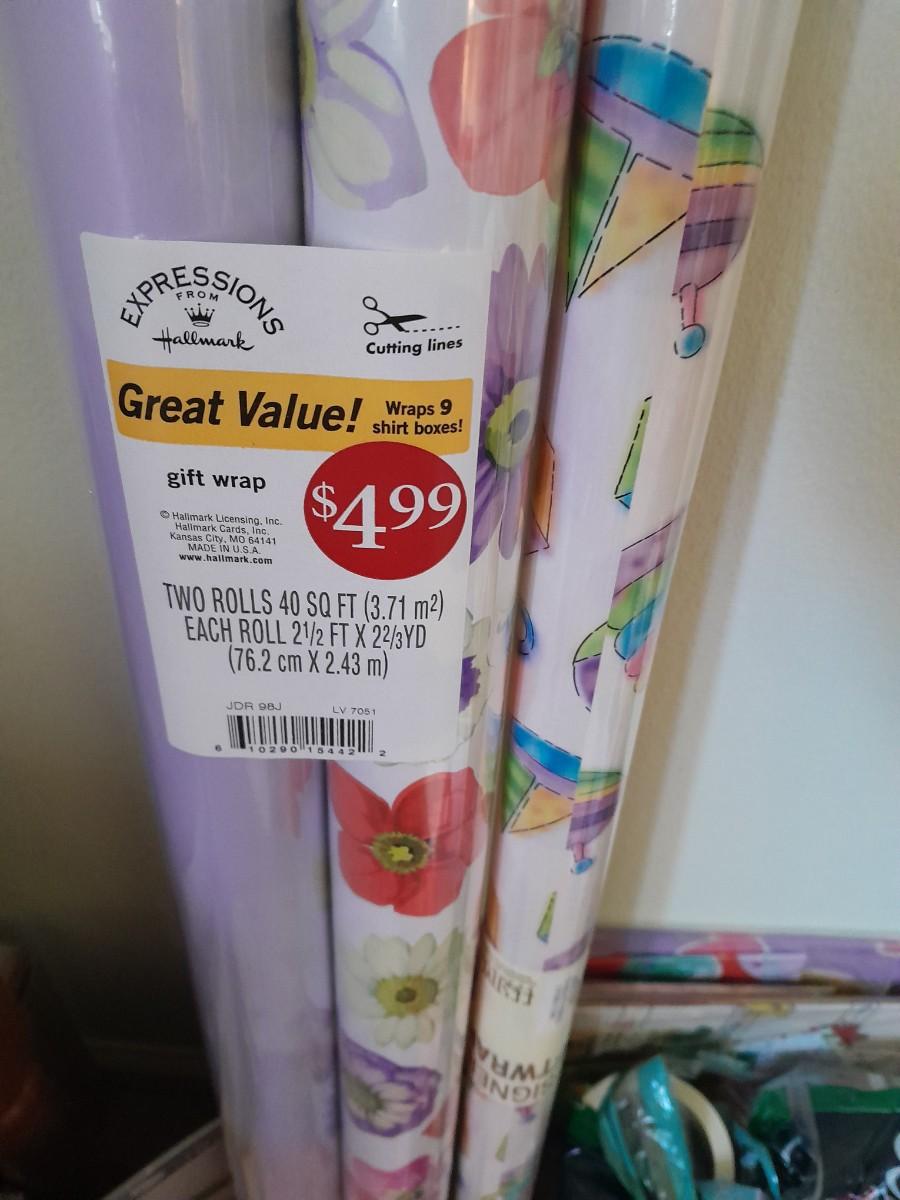 EXPRESSIONS
FROM
Hallmark
Cutting lines
Great Value!
Wraps 9
shirt boxes!
gift wrap
$4.99
© Hallmark Licensing, Inc.
Hallmark Cards, Inc.
Kansas City, MO 64141
MADE IN U.S.A.
www.hallmark.com
TWO ROLLS 40 SQ FT (3.71 m²)
EACH ROLL 2 1/2 FT X 2 2/3 YD
(76.2 cm X 2.43 m)
JDR 98J
LV 7051
6 10290 15442 2